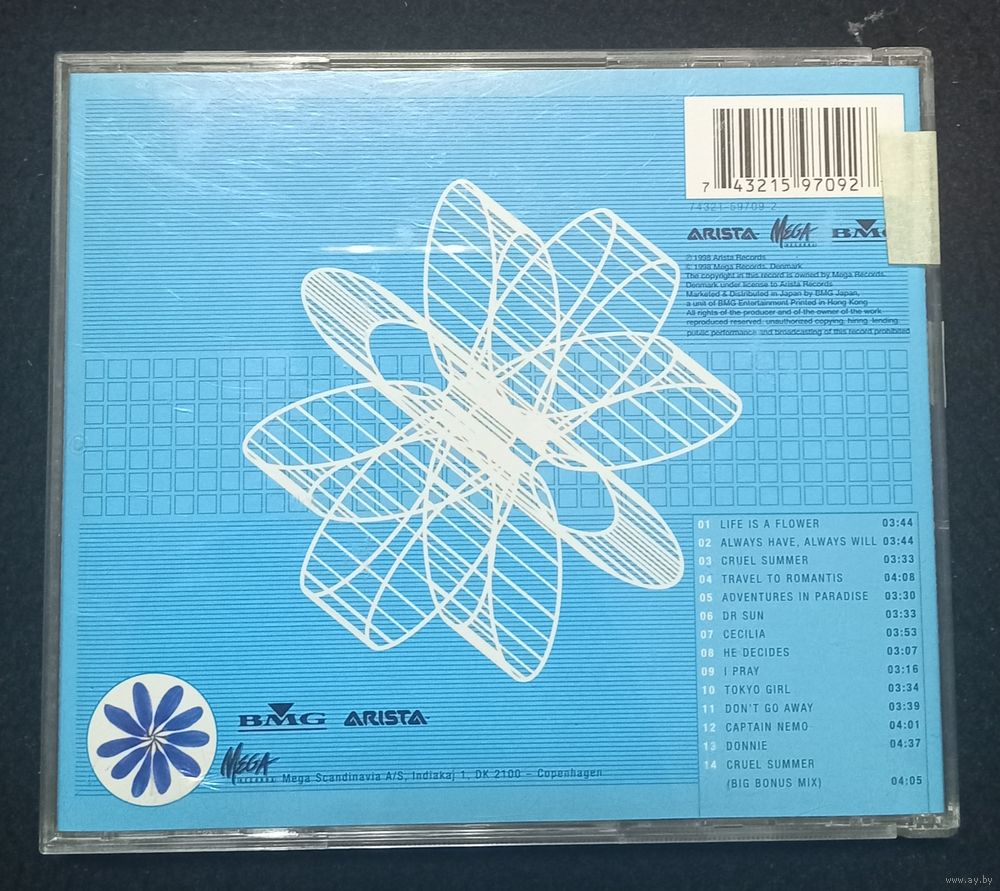 7 43215 97092
74321-59709 2
ARISTA MEGA RECORDS BMG
℗ 1998 Arista Records
© 1998 Mega Records, Denmark
The copyright in this record is owned by Mega Records.
Denmark under license to Arista Records
Marketed & Distributed in Japan by BMG Japan,
a unit of BMG Entertainment Printed in Hong Kong
All rights of the producer and of the owner of the work
reproduced reserved. unauthorized copying, hiring, lending,
public performance and broadcasting of this record prohibited
01 LIFE IS A FLOWER 03:44
02 ALWAYS HAVE, ALWAYS WILL 03:44
03 CRUEL SUMMER 03:33
04 TRAVEL TO ROMANTIS 04:08
05 ADVENTURES IN PARADISE 03:30
06 DR SUN 03:33
07 CECILIA 03:53
08 HE DECIDES 03:07
09 I PRAY 03:16
10 TOKYO GIRL 03:34
11 DON'T GO AWAY 03:39
12 CAPTAIN NEMO 04:01
13 DONNIE 04:37
14 CRUEL SUMMER
(BIG BONUS MIX) 04:05
BMG ARISTA
MEGA RECORDS Mega Scandinavia A/S, Indiakaj 1, DK 2100 – Copenhagen
www.ay.by